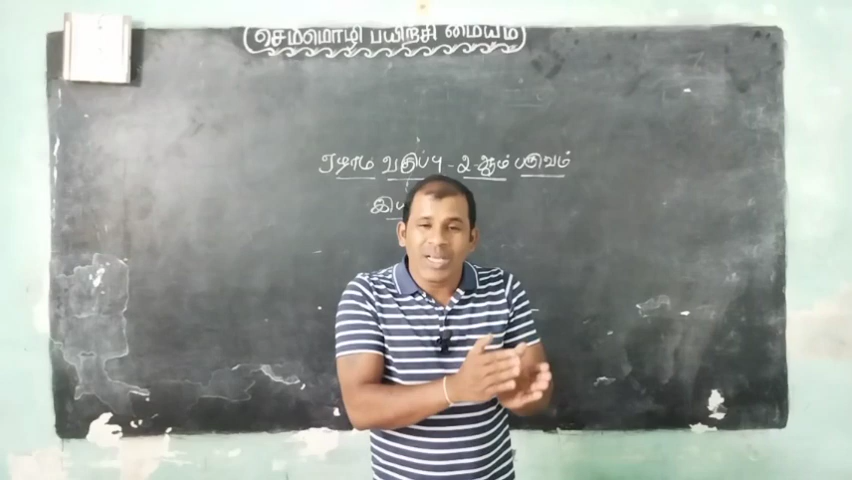 செம்மொழி பயிற்சி மையம்
ஏழாம் வகுப்பு - 2-ஆம் பருவம்